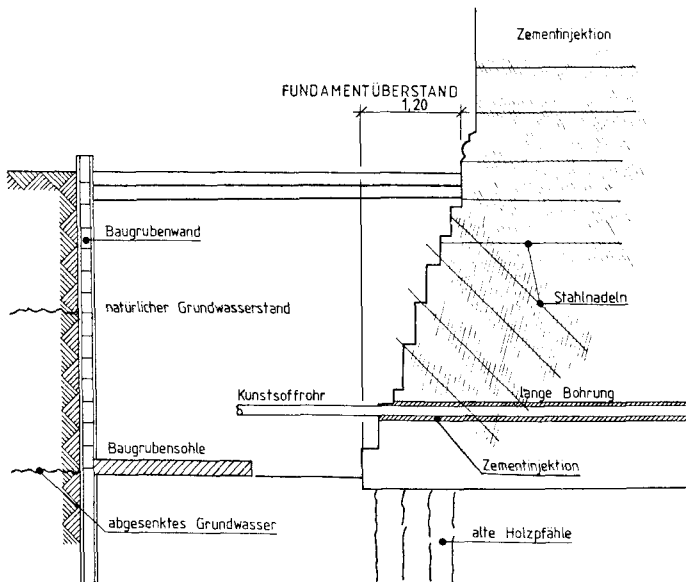 Zementinjektion
FUNDAMENTÜBERSTAND
1,20
Baugrubenwand
natürlicher Grundwasserstand
Stahlnadeln
Kunstsoffrohr
lange Bohrung
Baugrubensohle
Zementinjektion
abgesenktes Grundwasser
alte Holzpfähle